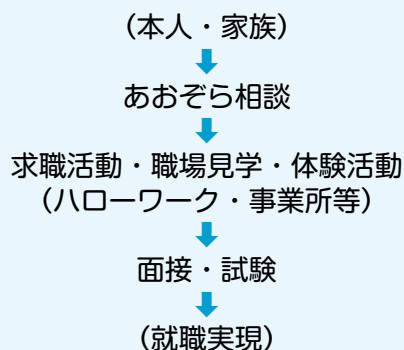 （本人・家族）
あおぞら相談
求職活動・職場見学・体験活動
（ハローワーク・事業所等）
面接・試験
（就職実現）